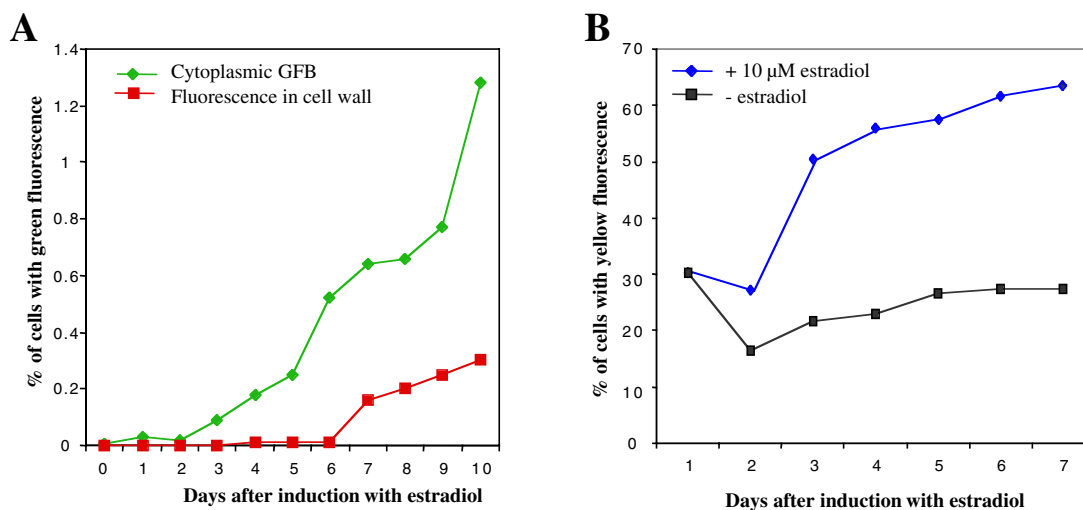 A
% of cells with green fluorescence
1.4
1.2
1
0.8
0.6
0.4
0.2
0
Cytoplasmic GFB
Fluorescence in cell wall
0 1 2 3 4 5 6 7 8 9 10
Days after induction with estradiol
B
% of cells with yellow fluorescence
70
60
50
40
30
20
10
0
+ 10 µM estradiol
- estradiol
1 2 3 4 5 6 7
Days after induction with estradiol